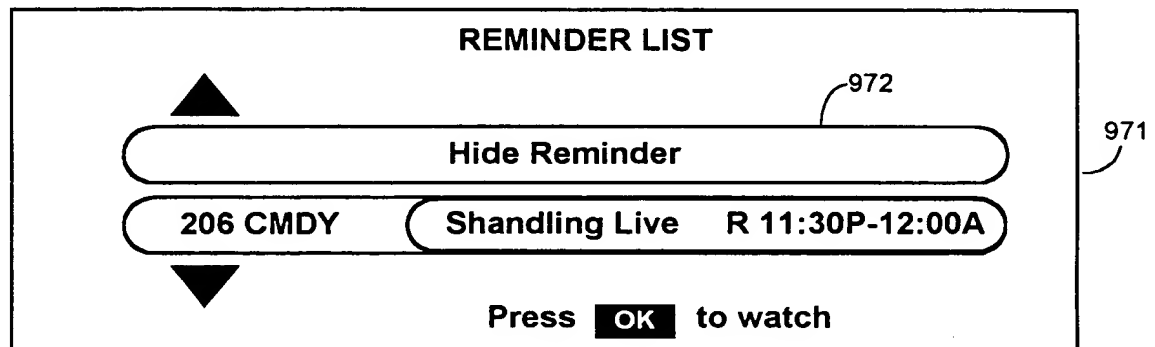 REMINDER LIST
972
971
Hide Reminder
206 CMDY Shandling Live R 11:30P-12:00A
Press OK to watch